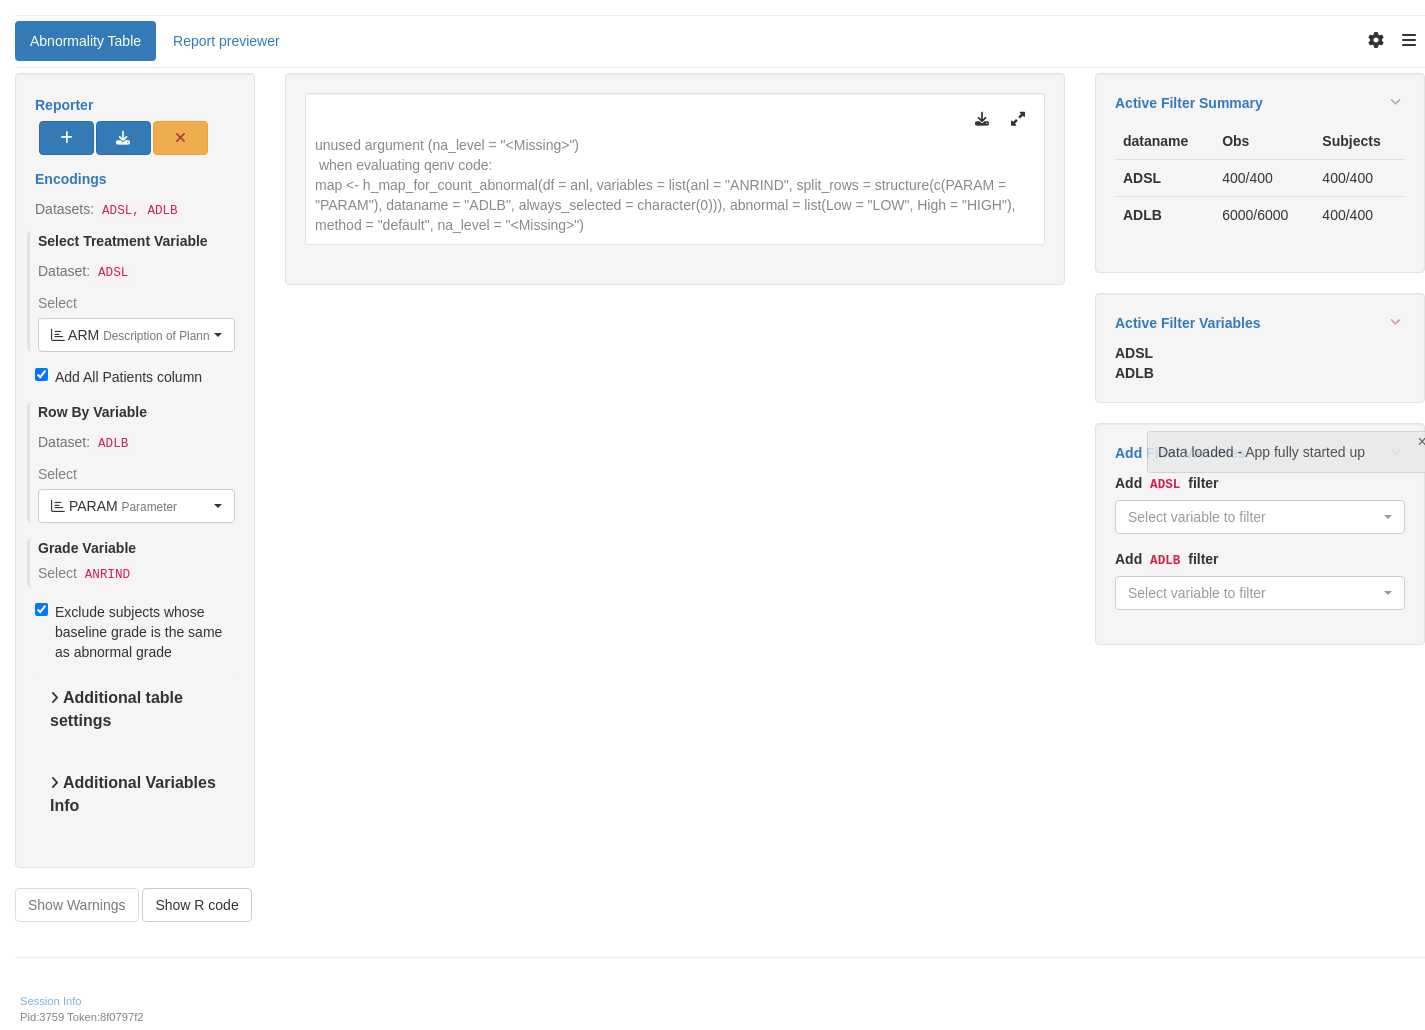 Abnormality Table
Report previewer
Reporter
Encodings
Datasets: ADSL, ADLB
Select Treatment Variable
Dataset: ADSL
Select
ARM Description of Plann
Add All Patients column
Row By Variable
Dataset: ADLB
Select
PARAM Parameter
Grade Variable
Select ANRIND
Exclude subjects whose
baseline grade is the same
as abnormal grade
Additional table
settings
Additional Variables
Info
Show Warnings
Show R code
unused argument (na_level = "<Missing>")
when evaluating qenv code:
map <- h_map_for_count_abnormal(df = anl, variables = list(anl = "ANRIND", split_rows = structure(c(PARAM =
"PARAM"), dataname = "ADLB", always_selected = character(0))), abnormal = list(Low = "LOW", High = "HIGH"),
method = "default", na_level = "<Missing>")
Active Filter Summary
dataname Obs Subjects
ADSL 400/400 400/400
ADLB 6000/6000 400/400
Active Filter Variables
ADSL
ADLB
Add
Data loaded - App fully started up
Add ADSL filter
Select variable to filter
Add ADLB filter
Select variable to filter
Session Info
Pid:3759 Token:8f0797f2